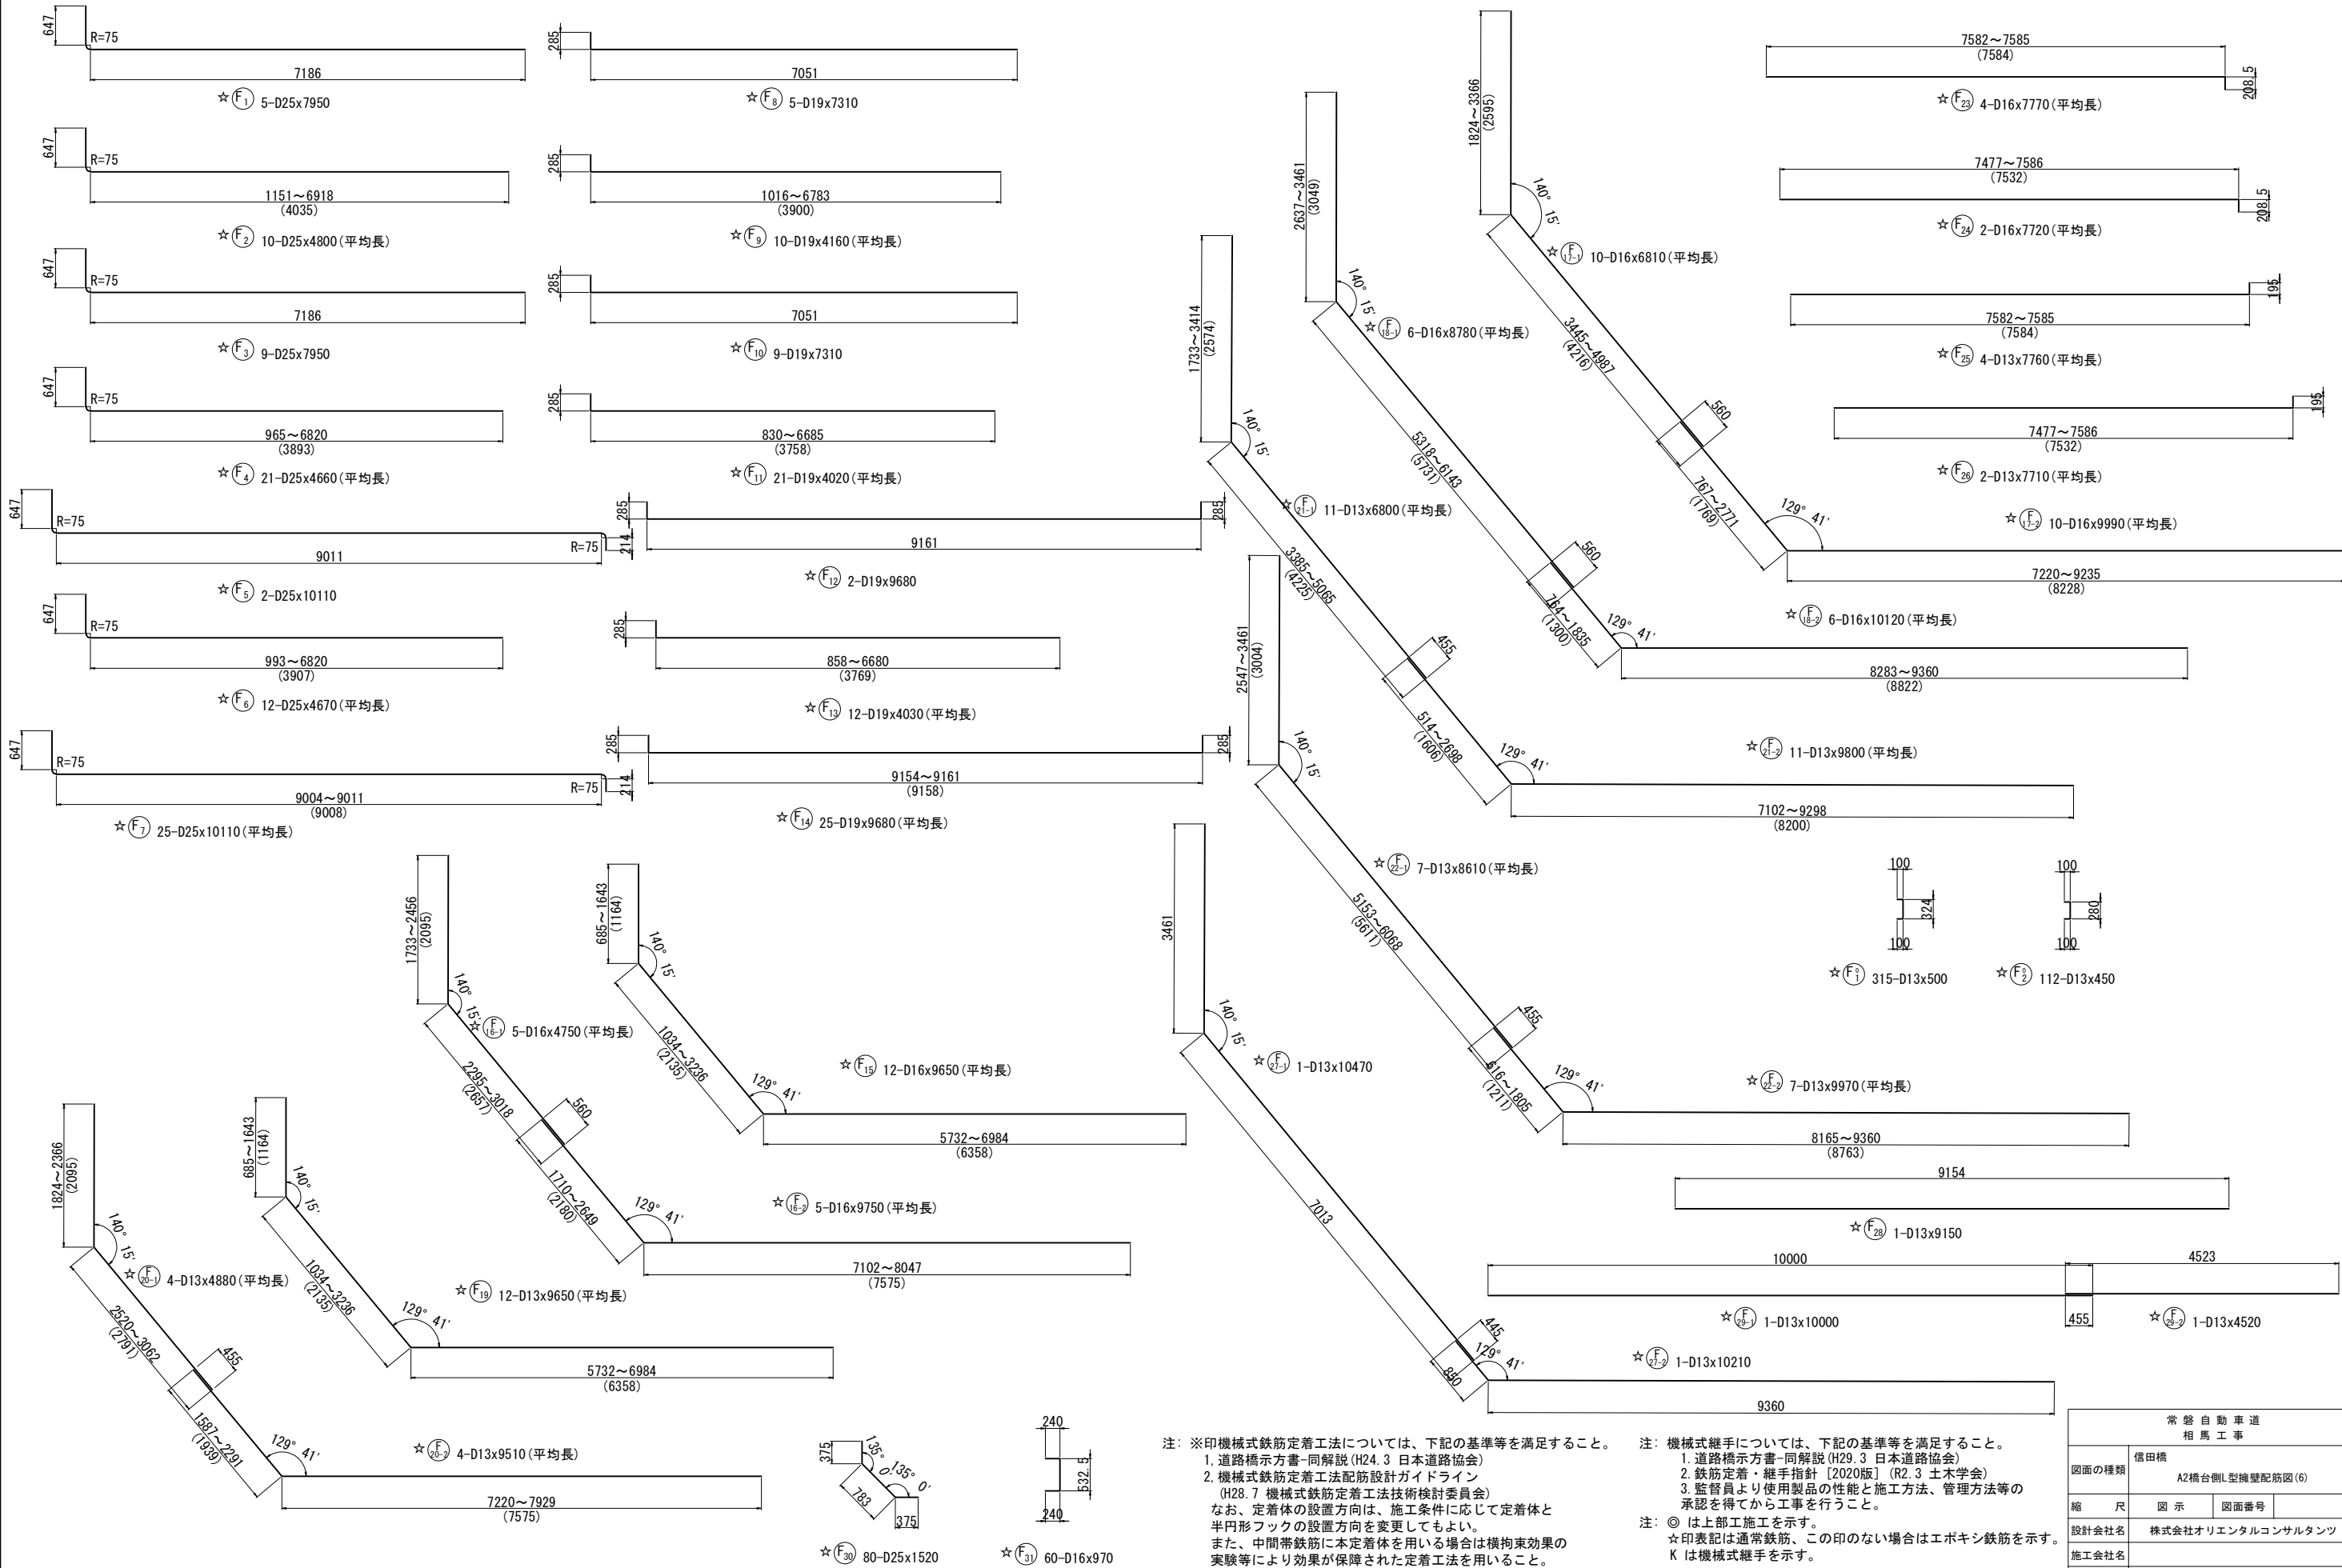 647
R=75
7186
☆F1 5-D25x7950
647
R=75
1151～6918
(4035)
☆F2 10-D25x4800(平均長)
647
R=75
7186
☆F3 9-D25x7950
647
R=75
965～6820
(3893)
☆F4 21-D25x4660(平均長)
647
R=75
9011
R=75
214
☆F5 2-D25x10110
647
R=75
993～6820
(3907)
☆F6 12-D25x4670(平均長)
647
R=75
9004～9011
(9008)
R=75
214
☆F7 25-D25x10110(平均長)
285
7051
☆F8 5-D19x7310
285
1016～6783
(3900)
☆F9 10-D19x4160(平均長)
285
7051
☆F10 9-D19x7310
285
830～6685
(3758)
☆F11 21-D19x4020(平均長)
285
9161
285
☆F12 2-D19x9680
285
858～6680
(3769)
☆F13 12-D19x4030(平均長)
285
9154～9161
(9158)
285
☆F14 25-D19x9680(平均長)
685～1643
(1164)
140° 15'
1034～3236
(2135)
129° 41'
5732～6984
(6358)
☆F15 12-D16x9650(平均長)
1733～2456
(2095)
140° 15'
☆F16-1 5-D16x4750(平均長)
2295～3018
(2657)
560
1710～2649
(2180)
129° 41'
7102～8047
(7575)
☆F16-2 5-D16x9750(平均長)
1824～3366
(2595)
140° 15'
☆F17-1 10-D16x6810(平均長)
3445～4987
(4216)
560
767～2771
(1769)
129° 41'
7220～9235
(8228)
☆F17-2 10-D16x9990(平均長)
2637～3461
(3049)
140° 15'
☆F18-1 6-D16x8780(平均長)
5318～6143
(5731)
560
764～1835
(1300)
129° 41'
8283～9360
(8822)
☆F18-2 6-D16x10120(平均長)
685～1643
(1164)
140° 15'
1034～3236
(2135)
129° 41'
5732～6984
(6358)
☆F19 12-D13x9650(平均長)
1824～2366
(2095)
140° 15'
☆F20-1 4-D13x4880(平均長)
2520～3062
(2791)
455
1587～2291
(1939)
129° 41'
7220～7929
(7575)
☆F20-2 4-D13x9510(平均長)
1733～3414
(2574)
140° 15'
☆F21-1 11-D13x6800(平均長)
3385～5065
(4225)
455
514～2698
(1606)
129° 41'
7102～9298
(8200)
☆F21-2 11-D13x9800(平均長)
2547～3461
(3004)
140° 15'
☆F22-1 7-D13x8610(平均長)
5153～6068
(5611)
455
616～1805
(1211)
129° 41'
8165～9360
(8763)
☆F22-2 7-D13x9970(平均長)
7582～7585
(7584)
208.5
☆F23 4-D16x7770(平均長)
7477～7586
(7532)
208.5
☆F24 2-D16x7720(平均長)
195
7582～7585
(7584)
☆F25 4-D13x7760(平均長)
195
7477～7586
(7532)
☆F26 2-D13x7710(平均長)
3461
140° 15'
☆F27-1 1-D13x10470
7013
445
850
129° 41'
9360
☆F27-2 1-D13x10210
9154
☆F28 1-D13x9150
10000
4523
455
☆F29-1 1-D13x10000
☆F29-2 1-D13x4520
100
324
100
☆F01 315-D13x500
100
280
100
☆F02 112-D13x450
375
135° 0'
135° 0'
783
375
☆F30 80-D25x1520
240
532.5
240
☆F31 60-D16x970
注: ※印機械式鉄筋定着工法については、下記の基準等を満足すること。
1. 道路橋示方書-同解説(H24.3 日本道路協会)
2. 機械式鉄筋定着工法配筋設計ガイドライン
(H28.7 機械式鉄筋定着工法技術検討委員会)
なお、定着体の設置方向は、施工条件に応じて定着体と
半円形フックの設置方向を変更してもよい。
また、中間帯鉄筋に本定着体を用いる場合は横拘束効果の
実験等により効果が保障された定着工法を用いること。
注: 機械式継手については、下記の基準等を満足すること。
1. 道路橋示方書-同解説(H29.3 日本道路協会)
2. 鉄筋定着・継手指針 [2020版] (R2.3 土木学会)
3. 監督員より使用製品の性能と施工方法、管理方法等の
承認を得てから工事を行うこと。
注: ◎ は上部工施工を示す。
☆印表記は通常鉄筋、この印のない場合はエポキシ鉄筋を示す。
K は機械式継手を示す。
常磐自動車道
相馬工事
図面の種類 信田橋
A2橋台側L型擁壁配筋図(6)
縮尺 図示 図面番号
設計会社名 株式会社オリエンタルコンサルタンツ
施工会社名